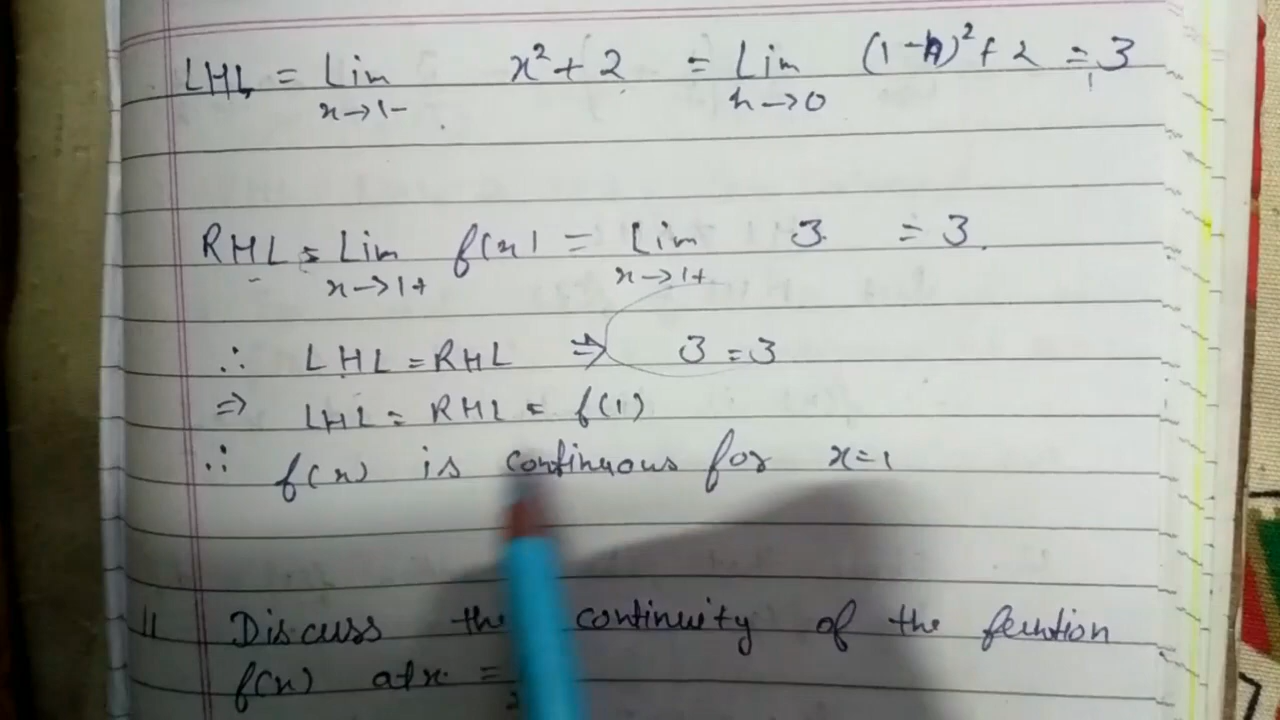 LHL = Lim x² + 2 = Lim (1-h)² + 2 = 3
x→1- h→0
RHL = Lim f(x) = Lim 3 = 3.
x→1+ x→1+
∴ LHL = RHL ⇒ 3 = 3
⇒ LHL = RHL = f(1)
∴ f(x) is continuous for x=1
11 Discuss the continuity of the function
f(x) at x =